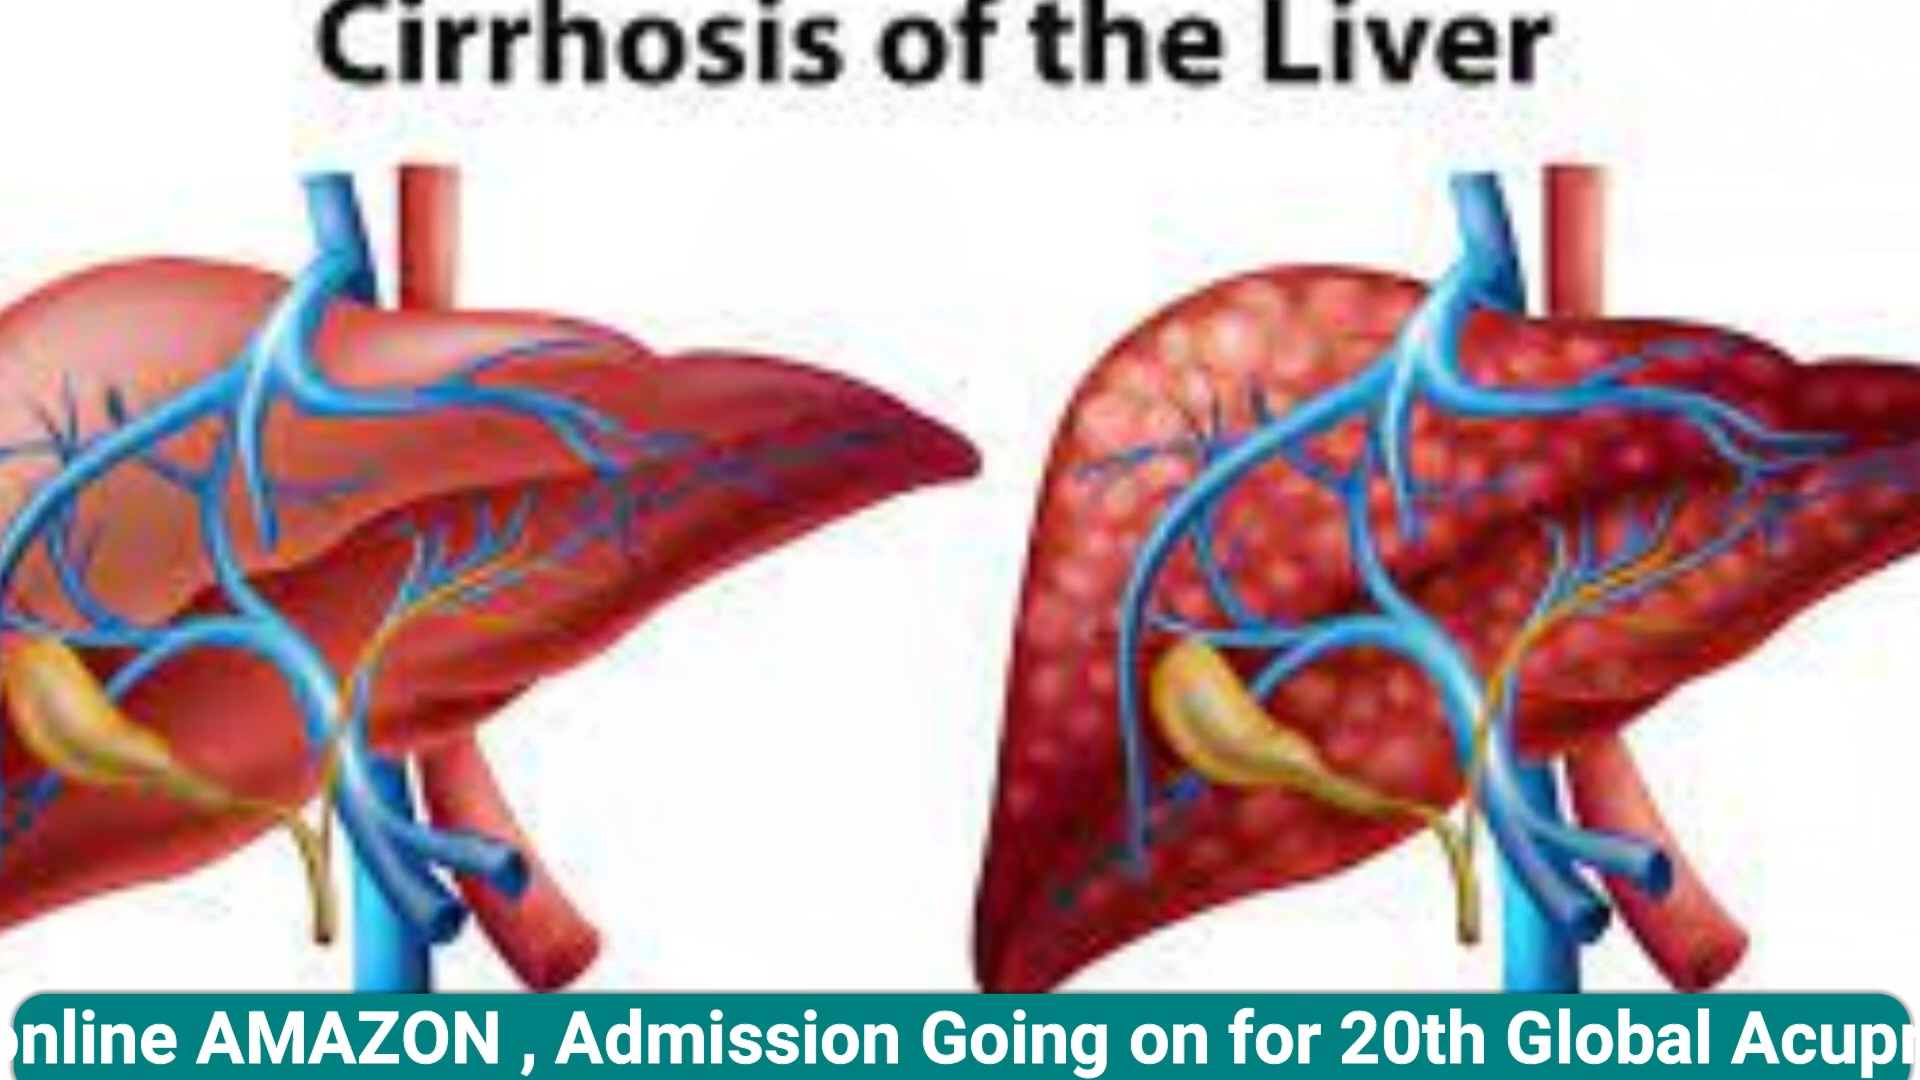 Cirrhosis of the Liver
nline AMAZON , Admission Going on for 20th Global Acup